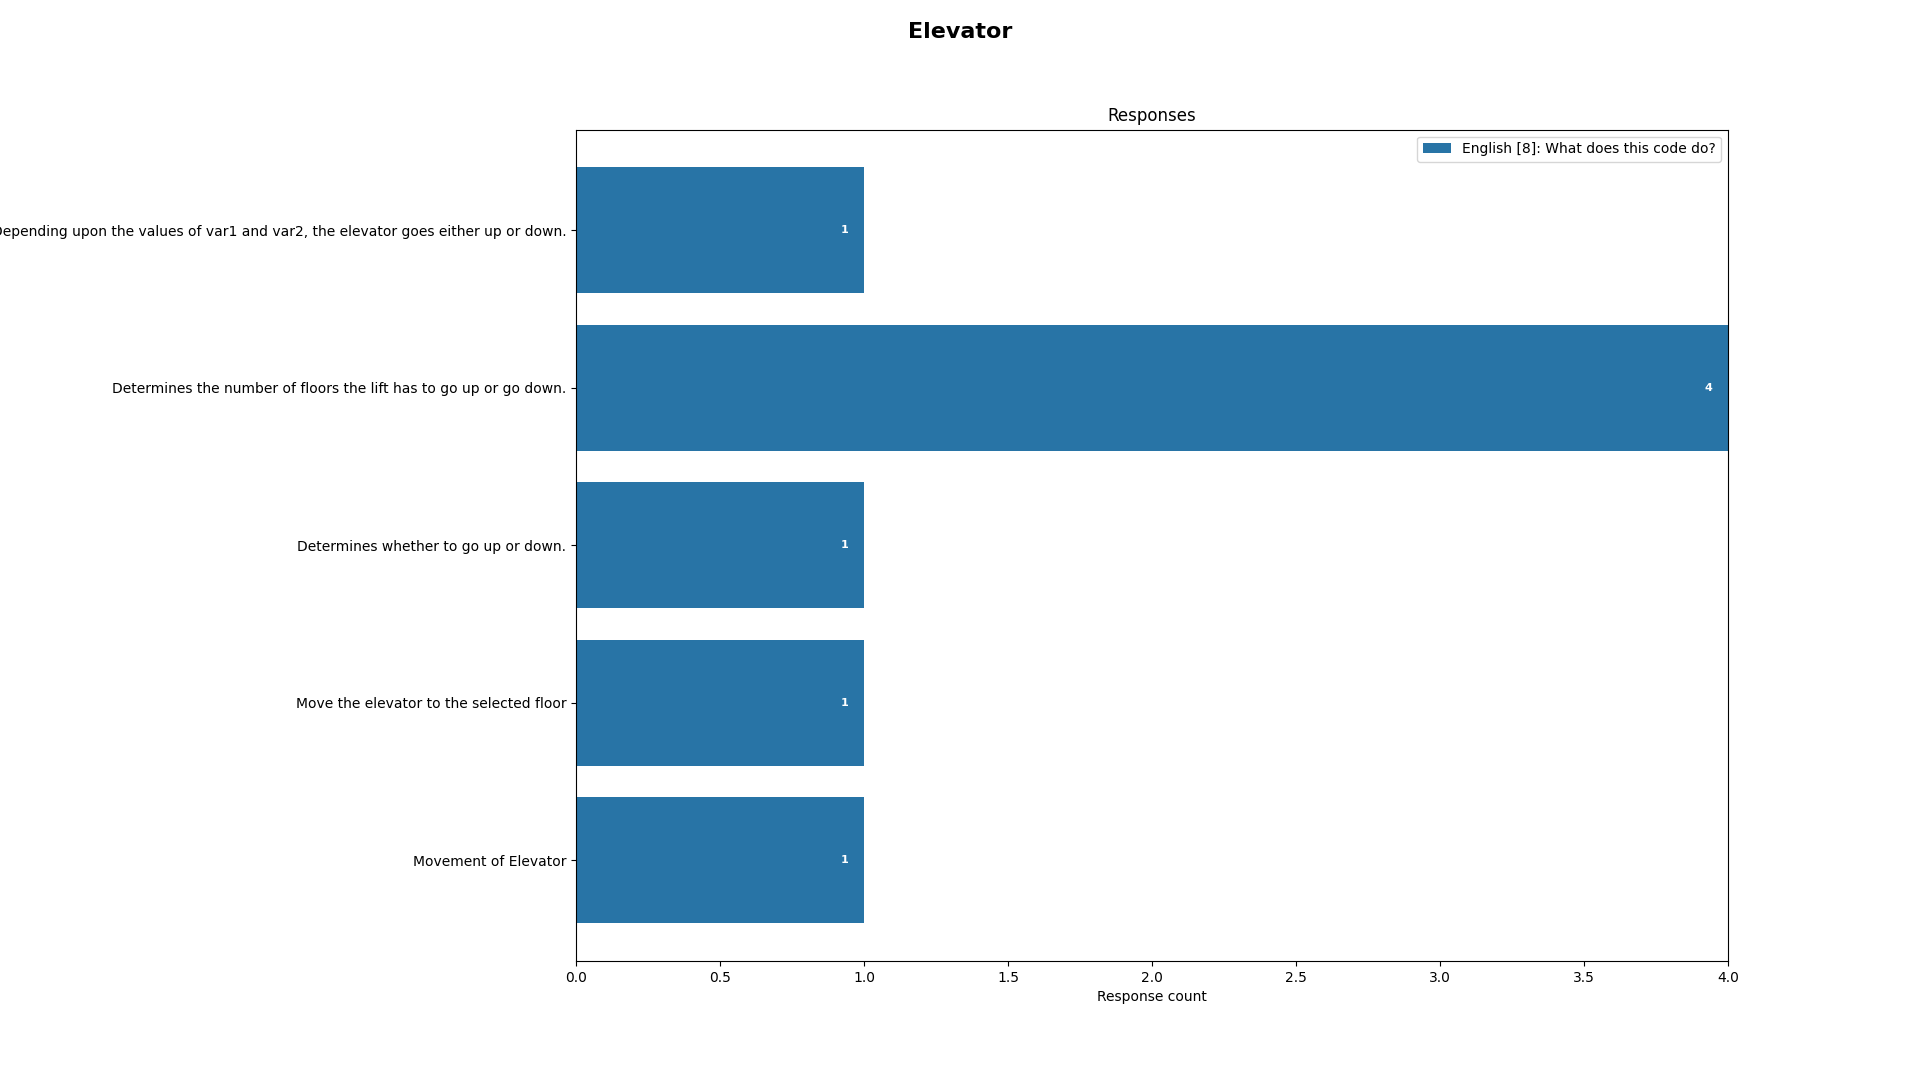 Elevator
Responses
English [8]: What does this code do?
upon the values of var1 and var2, the elevator goes either up or down.
1
Determines the number of floors the lift has to go up or go down.
4
Determines whether to go up or down.
1
Move the elevator to the selected floor
1
Movement of Elevator
1
0.0 0.5 1.0 1.5 2.0 2.5 3.0 3.5 4.0
Response count